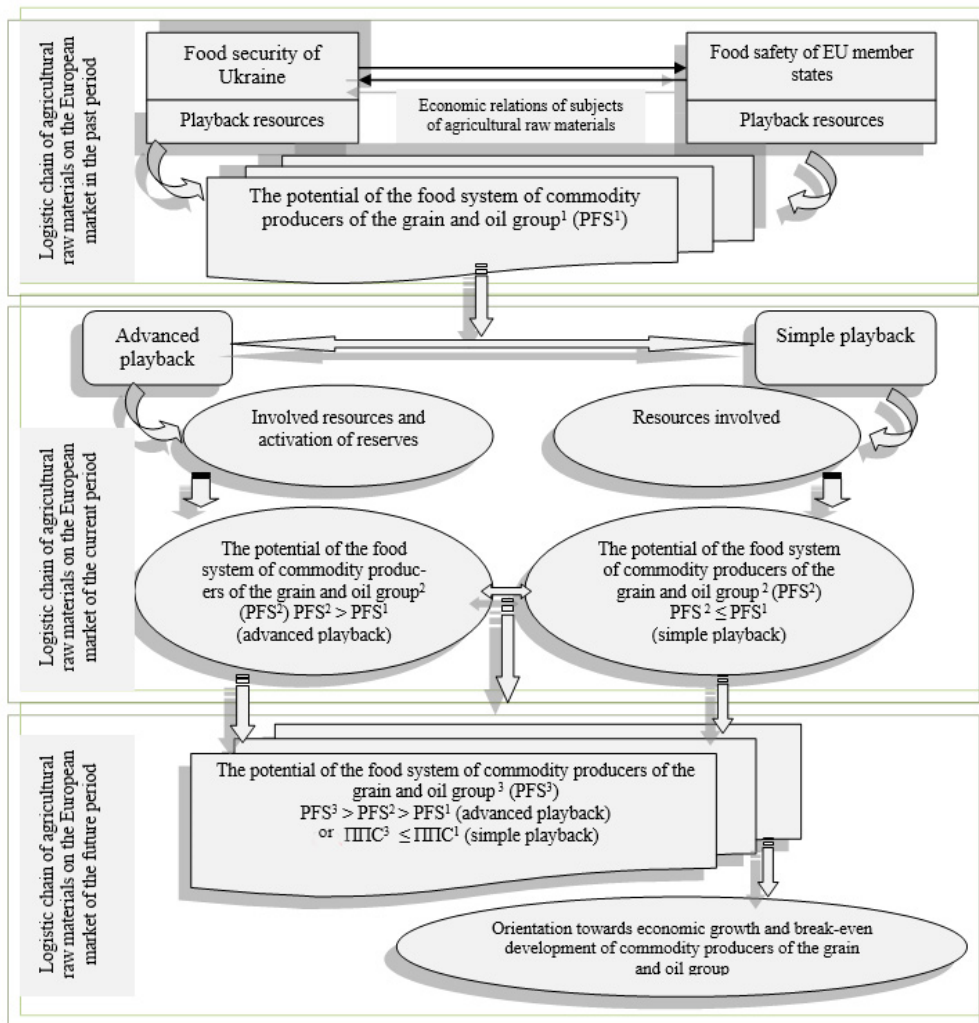 Logistic chain of agricultural
raw materials on the European
market in the past period
Food security of
Ukraine
Playback resources
Food safety of EU member
states
Playback resources
Economic relations of subjects
of agricultural raw materials
The potential of the food system of commodity
producers of the grain and oil group¹ (PFS¹)
Logistic chain of agricultural
raw materials on the European
market of the current period
Advanced
playback
Simple playback
Involved resources and
activation of reserves
Resources involved
The potential of the food
system of commodity produc-
ers of the grain and oil group²
(PFS²) PFS² > PFS¹
(advanced playback)
The potential of the food system
of commodity producers of the
grain and oil group ² (PFS²)
PFS ² ≤ PFS¹
(simple playback)
Logistic chain of agricultural
raw materials on the European
market of the future period
The potential of the food system of commodity producers of the
grain and oil group ³ (PFS³)
PFS³ > PFS² > PFS¹ (advanced playback)
or ППС³ ≤ ППС¹ (simple playback)
Orientation towards economic growth and break-even
development of commodity producers of the grain
and oil group